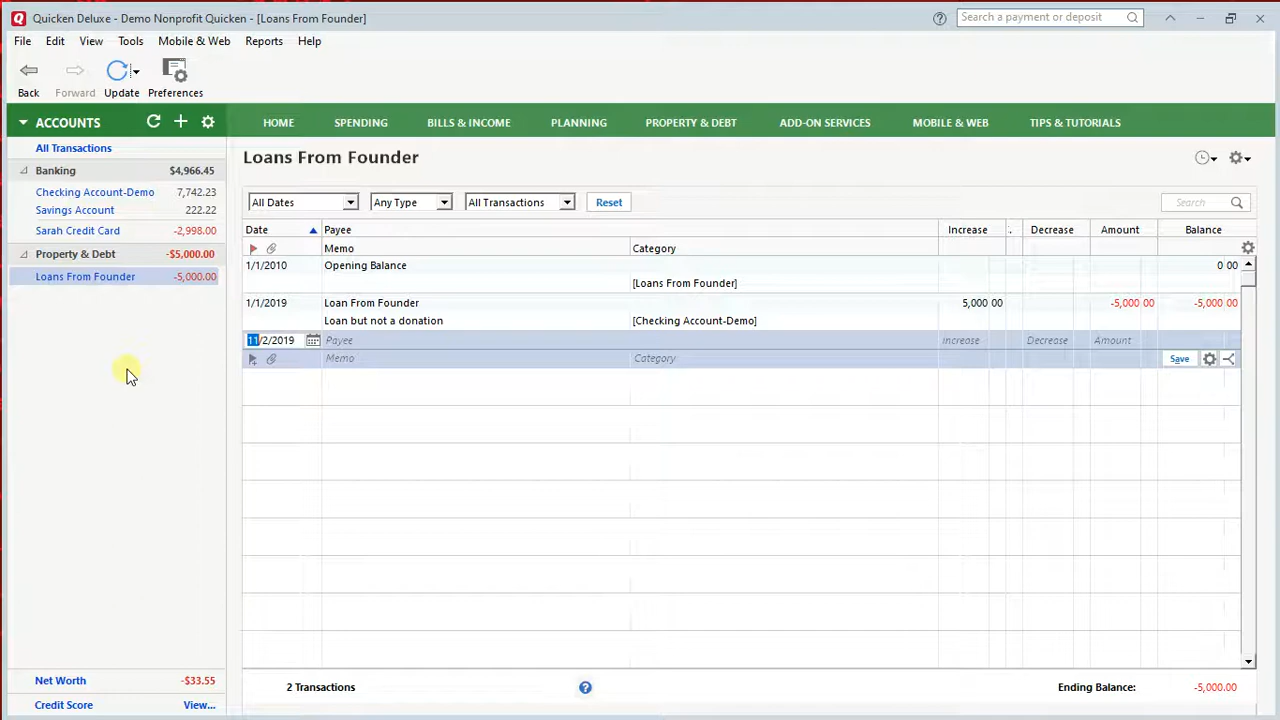 Quicken Deluxe - Demo Nonprofit Quicken - [Loans From Founder]
Search a payment or deposit
File Edit View Tools Mobile & Web Reports Help
Back Forward Update Preferences
ACCOUNTS
HOME SPENDING BILLS & INCOME PLANNING PROPERTY & DEBT ADD-ON SERVICES MOBILE & WEB TIPS & TUTORIALS
All Transactions
Banking $4,966.45
Checking Account-Demo 7,742.23
Savings Account 222.22
Sarah Credit Card -2,998.00
Property & Debt -$5,000.00
Loans From Founder -5,000.00
Net Worth -$33.55
Credit Score View...
Loans From Founder
All Dates Any Type All Transactions Reset Search
Date Payee Increase . Decrease Amount Balance
Memo Category
1/1/2010 Opening Balance 0 00
[Loans From Founder]
1/1/2019 Loan From Founder 5,000 00 -5,000 00 -5,000 00
Loan but not a donation [Checking Account-Demo]
11/2/2019 Payee Increase Decrease Amount
Memo Category Save
2 Transactions Ending Balance: -5,000.00